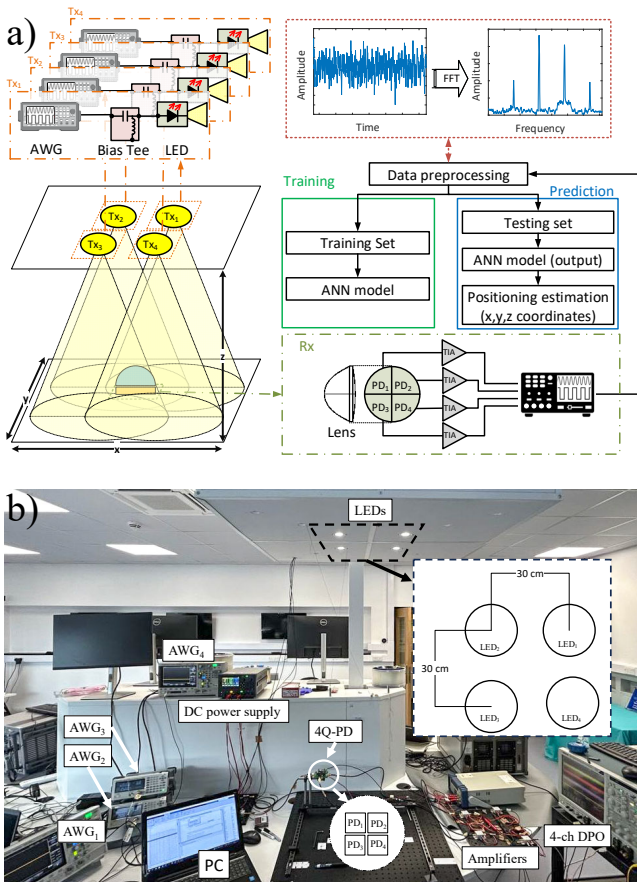 a)
Tx4
Tx3
Tx2
Tx1
AWG
Bias Tee
LED
Amplitude
Time
FFT
Amplitude
Frequency
Data preprocessing
Training
Prediction
Training Set
ANN model
Testing set
ANN model (output)
Positioning estimation
(x,y,z coordinates)
Tx2
Tx1
Tx3
Tx4
z
y
x
Rx
Lens
PD1
PD2
PD3
PD4
TIA
TIA
TIA
TIA
b)
LEDs
30 cm
LED2
LED1
30 cm
LED3
LED4
AWG4
DC power supply
AWG3
AWG2
AWG1
4Q-PD
PD1
PD2
PD3
PD4
PC
Amplifiers
4-ch DPO